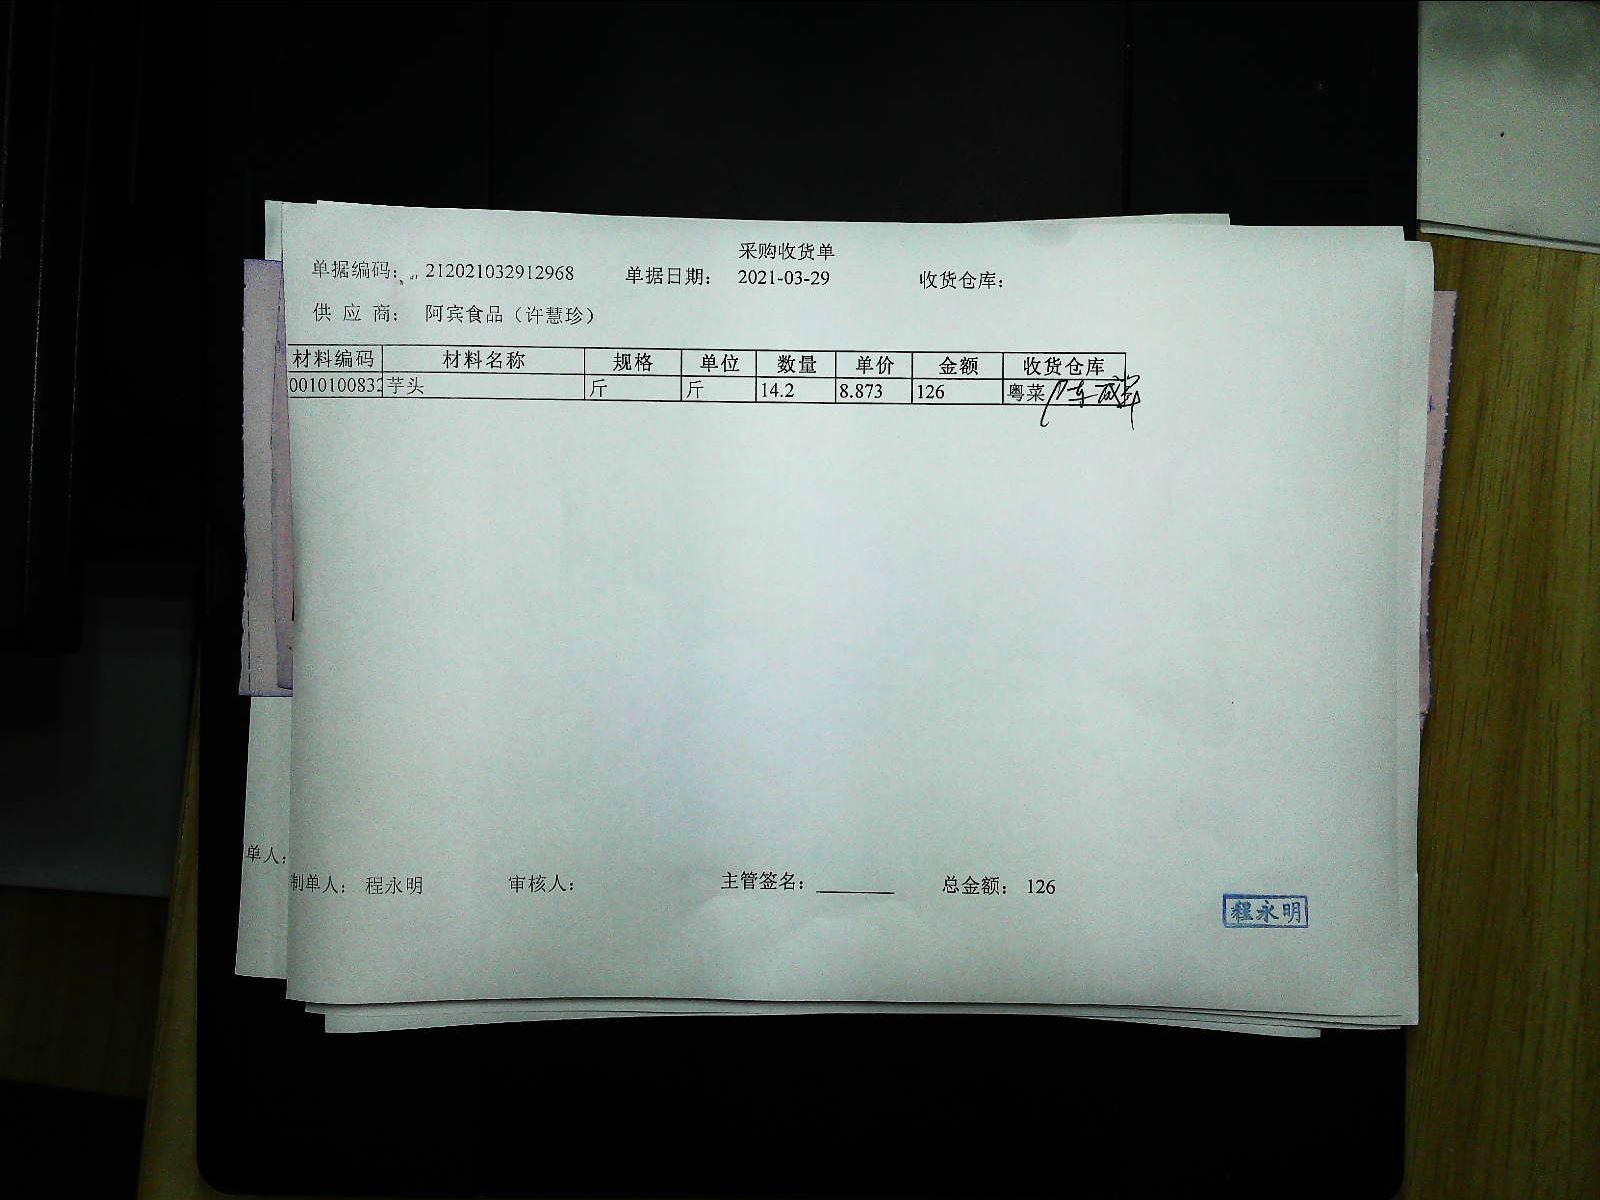 采购收货单
单据编码： 212021032912968 单据日期： 2021-03-29 收货仓库：
供 应 商： 阿宾食品（许慧珍）
材料编码 材料名称 规格 单位 数量 单价 金额 收货仓库
0010100832 芋头 斤 斤 14.2 8.873 126 粤菜
单人：
制单人： 程永明 审核人： 主管签名： 总金额： 126
程永明